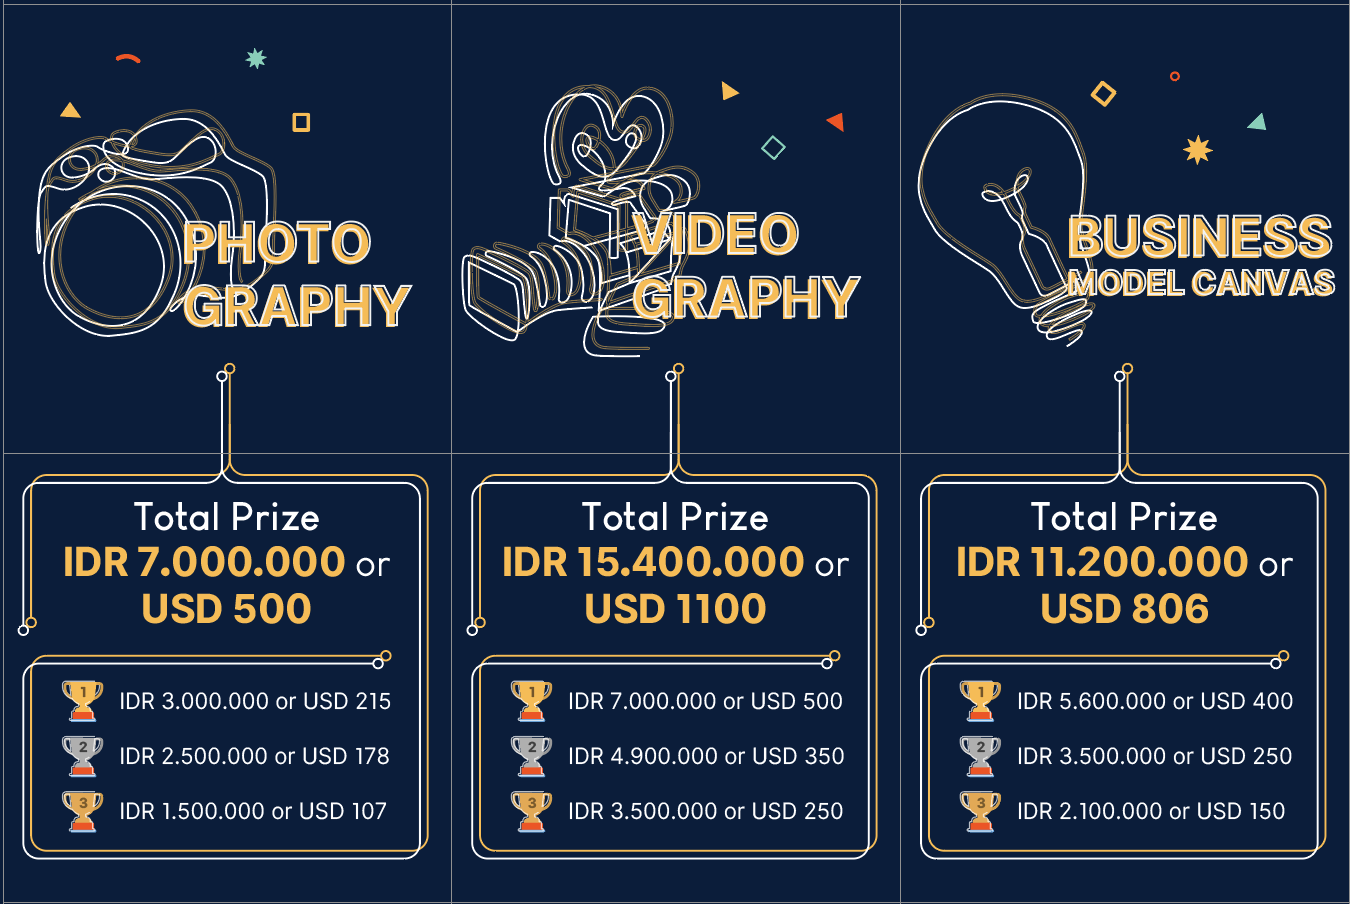 PHOTO
GRAPHY
Total Prize
IDR 7.000.000 or
USD 500
1 IDR 3.000.000 or USD 215
2 IDR 2.500.000 or USD 178
3 IDR 1.500.000 or USD 107
VIDEO
GRAPHY
Total Prize
IDR 15.400.000 or
USD 1100
1 IDR 7.000.000 or USD 500
2 IDR 4.900.000 or USD 350
3 IDR 3.500.000 or USD 250
BUSINESS
MODEL CANVAS
Total Prize
IDR 11.200.000 or
USD 806
1 IDR 5.600.000 or USD 400
2 IDR 3.500.000 or USD 250
3 IDR 2.100.000 or USD 150